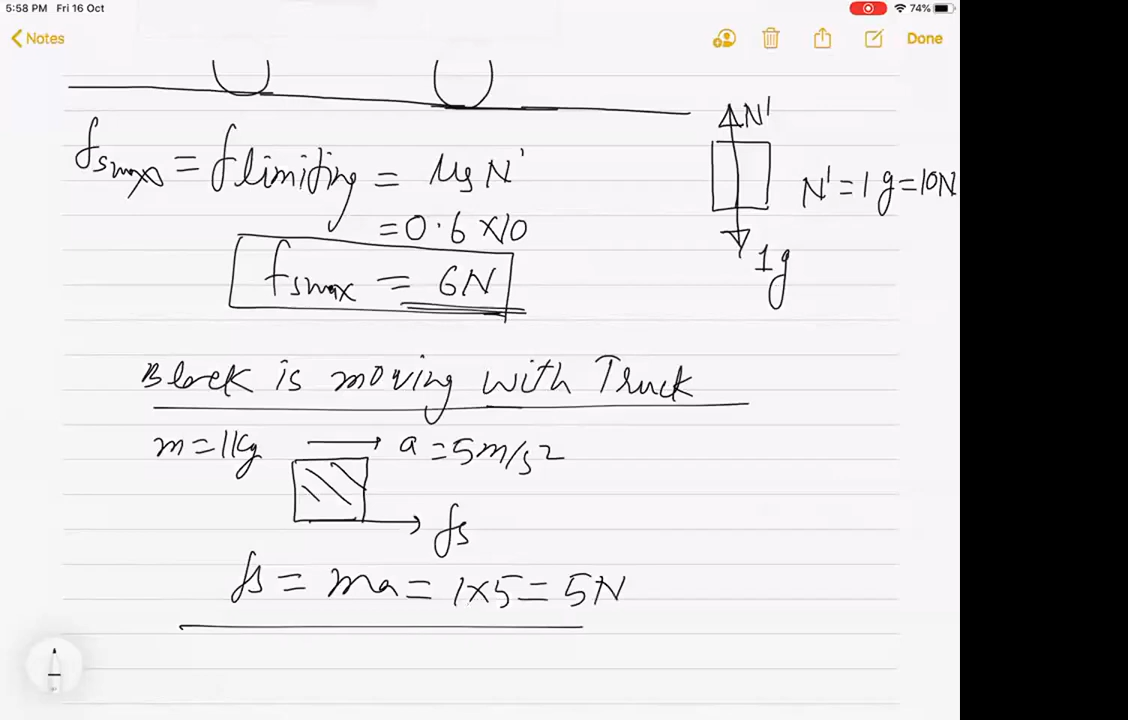 5:58 PM Fri 16 Oct
74%
Notes
Done
N'
fsmax = flimiting = μs N'
N' = 1g = 10N
= 0.6 × 10
1g
fsmax = 6N
Block is moving with Truck
m = 1Kg
a = 5m/s2
fs
fs = ma = 1×5 = 5N